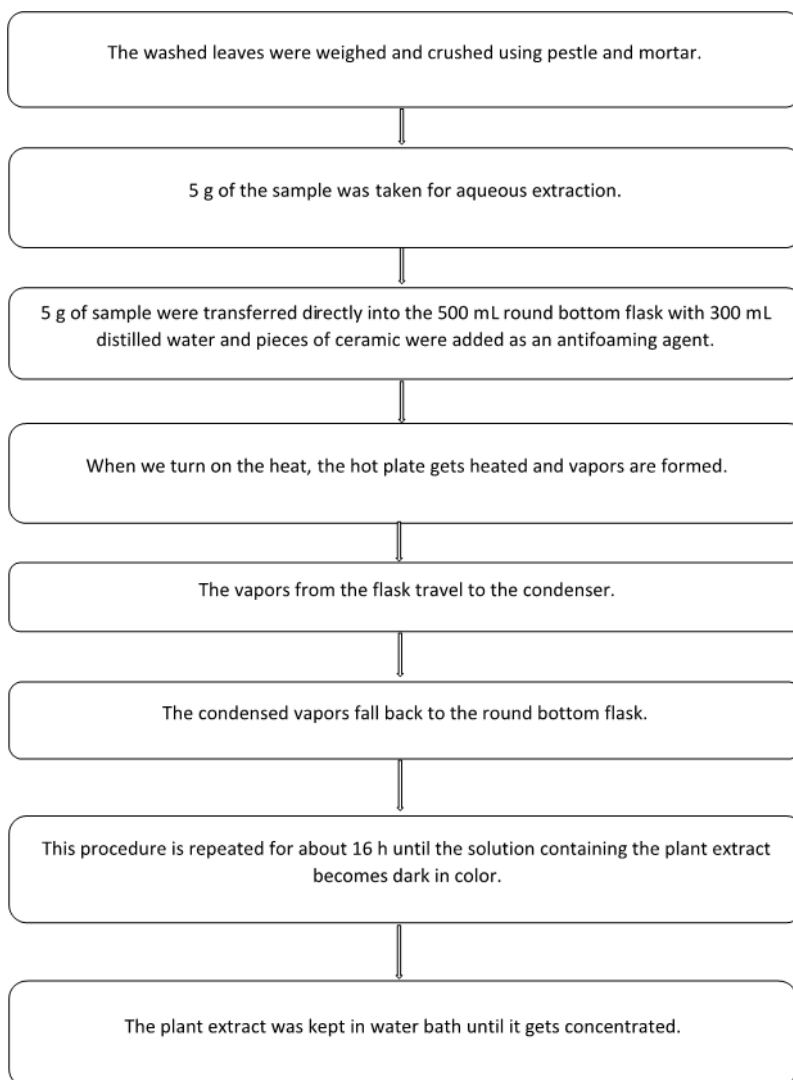 The washed leaves were weighed and crushed using pestle and mortar.
5 g of the sample was taken for aqueous extraction.
5 g of sample were transferred directly into the 500 mL round bottom flask with 300 mL
distilled water and pieces of ceramic were added as an antifoaming agent.
When we turn on the heat, the hot plate gets heated and vapors are formed.
The vapors from the flask travel to the condenser.
The condensed vapors fall back to the round bottom flask.
This procedure is repeated for about 16 h until the solution containing the plant extract
becomes dark in color.
The plant extract was kept in water bath until it gets concentrated.